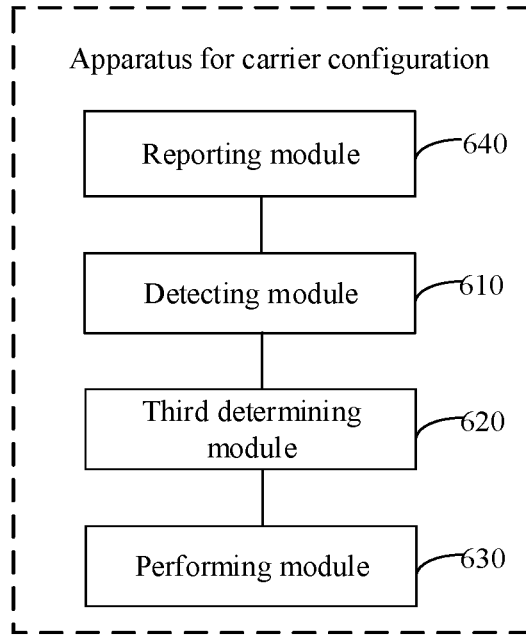 Apparatus for carrier configuration
Reporting module
640
Detecting module
610
Third determining
module
620
Performing module
630